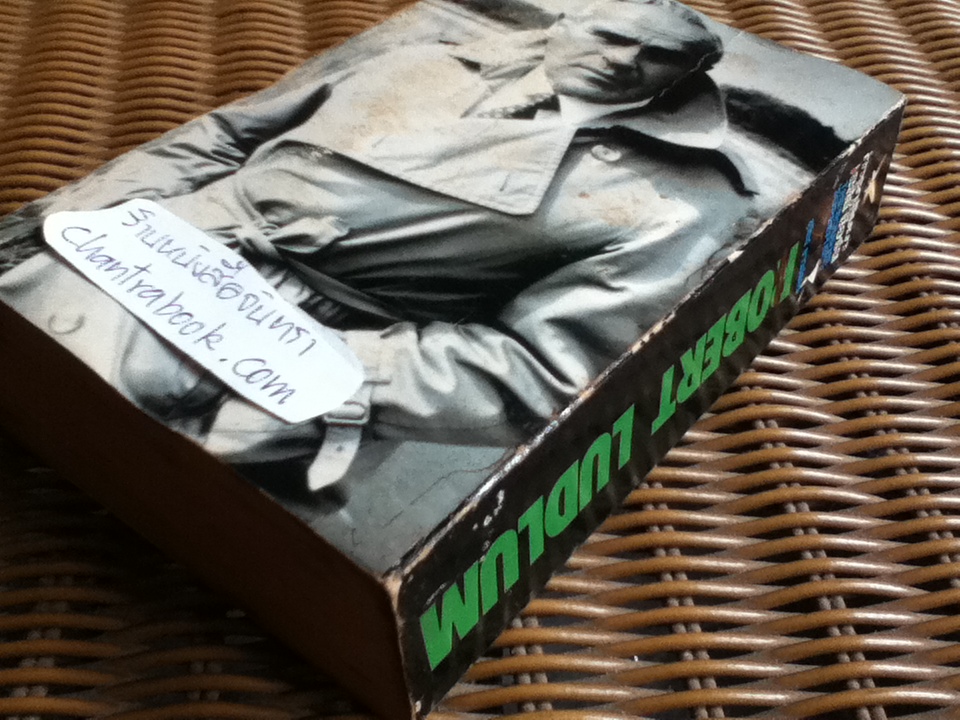 ร้านหนังสือจันทรา
chantrabook.com
ROBERT LUDLUM